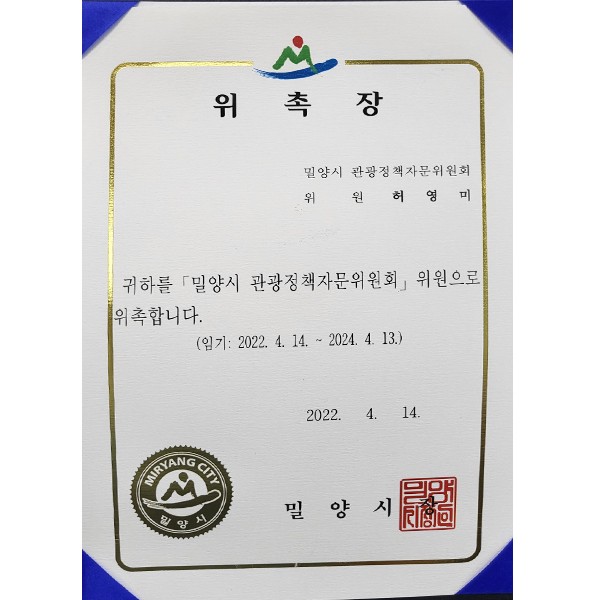 위 촉 장
밀양시 관광정책자문위원회
위 원 허 영 미
귀하를 「밀양시 관광정책자문위원회」 위원으로
위촉합니다.
(임기: 2022. 4. 14. ~ 2024. 4. 13.)
2022. 4. 14.
MIRYANG CITY
밀양시
밀 양 시 장